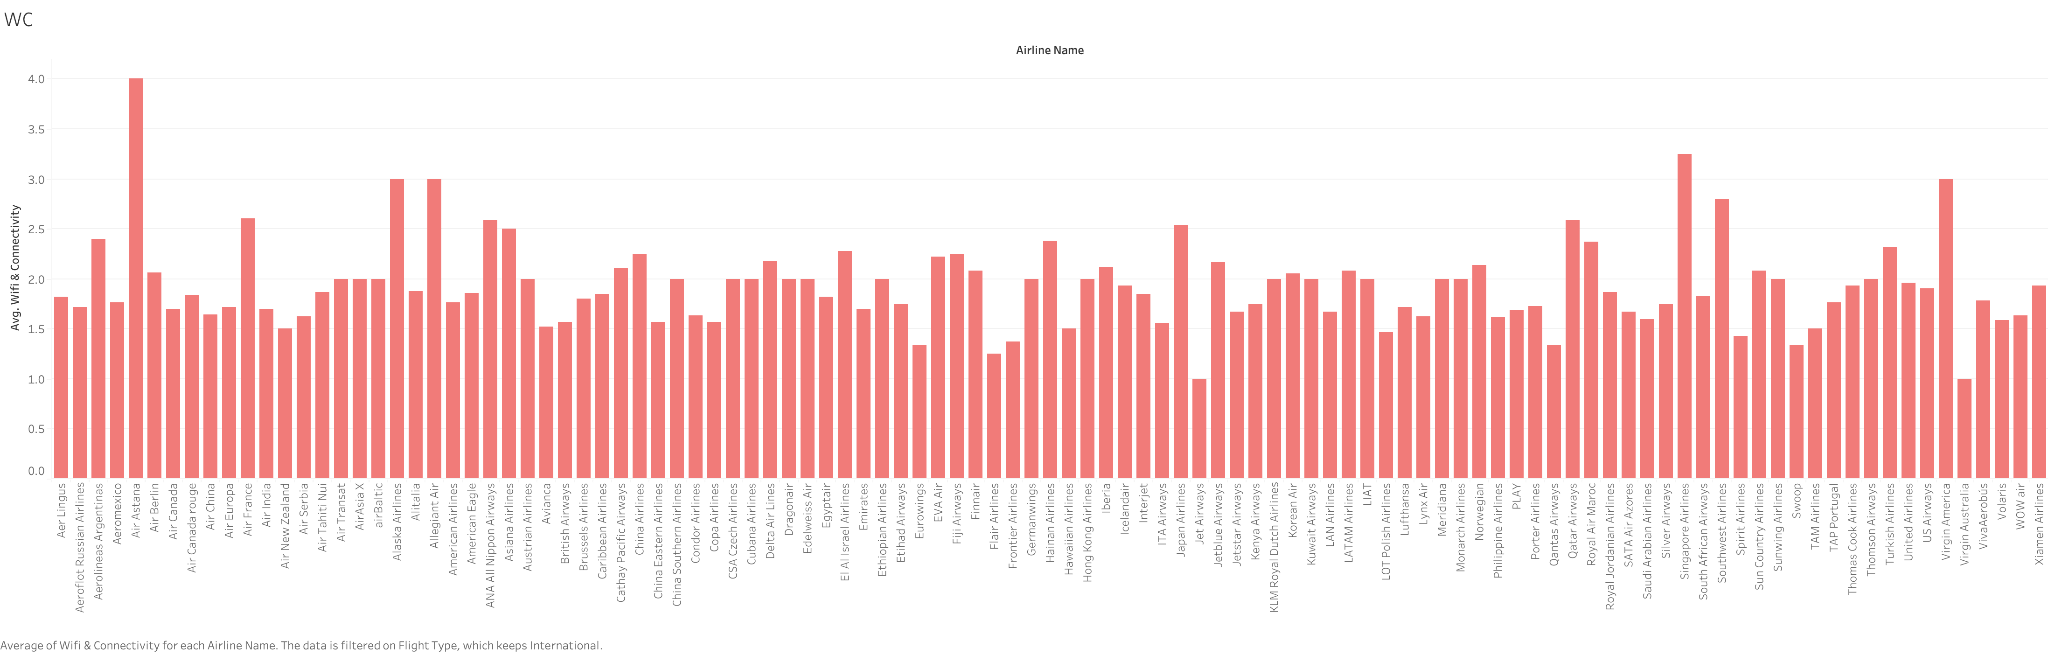 WC
Airline Name
Avg. Wifi & Connectivity
4.0
3.5
3.0
2.5
2.0
1.5
1.0
0.5
0.0
Aer Lingus
Aeroflot Russian Airlines
Aerolineas Argentinas
Aeromexico
Air Astana
Air Berlin
Air Canada
Air Canada rouge
Air China
Air Europa
Air France
Air India
Air New Zealand
Air Serbia
Air Tahiti Nui
Air Transat
AirAsia X
airBaltic
Alaska Airlines
Alitalia
Allegiant Air
American Airlines
American Eagle
ANA All Nippon Airways
Asiana Airlines
Austrian Airlines
Avianca
British Airways
Brussels Airlines
Caribbean Airlines
Cathay Pacific Airways
China Airlines
China Eastern Airlines
China Southern Airlines
Condor Airlines
Copa Airlines
CSA Czech Airlines
Cubana Airlines
Delta Air Lines
Dragonair
Edelweiss Air
Egyptair
El Al Israel Airlines
Emirates
Ethiopian Airlines
Etihad Airways
Eurowings
EVA Air
Fiji Airways
Finnair
Flair Airlines
Frontier Airlines
Germanwings
Hainan Airlines
Hawaiian Airlines
Hong Kong Airlines
Iberia
Icelandair
Interjet
ITA Airways
Japan Airlines
Jet Airways
Jetblue Airways
Jetstar Airways
Kenya Airways
KLM Royal Dutch Airlines
Korean Air
Kuwait Airways
LAN Airlines
LATAM Airlines
LIAT
LOT Polish Airlines
Lufthansa
Lynx Air
Meridiana
Monarch Airlines
Norwegian
Philippine Airlines
PLAY
Porter Airlines
Qantas Airways
Qatar Airways
Royal Air Maroc
Royal Jordanian Airlines
SATA Air Azores
Saudi Arabian Airlines
Silver Airways
Singapore Airlines
South African Airways
Southwest Airlines
Spirit Airlines
Sun Country Airlines
Sunwing Airlines
Swoop
TAM Airlines
TAP Portugal
Thomas Cook Airlines
Thomson Airways
Turkish Airlines
United Airlines
US Airways
Virgin America
Virgin Australia
VivaAerobús
Volaris
WOW air
Xiamen Airlines
Average of Wifi & Connectivity for each Airline Name. The data is filtered on Flight Type, which keeps International.